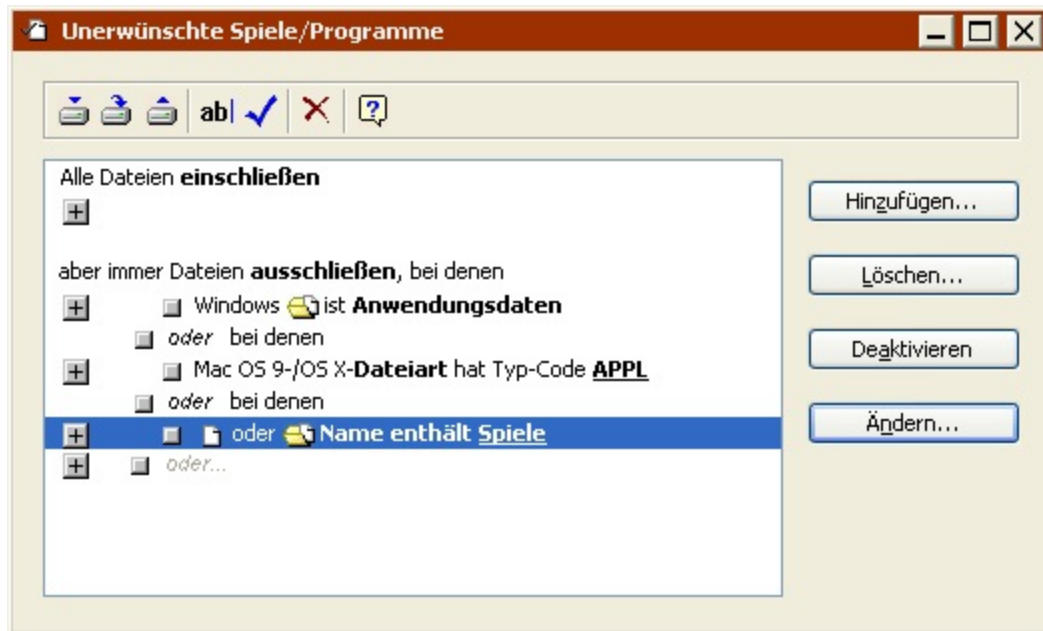 Unerwünschte Spiele/Programme
ab|
Alle Dateien einschließen
Hinzufügen...
aber immer Dateien ausschließen, bei denen
Löschen...
Windows ist Anwendungsdaten
oder bei denen
Deaktivieren
Mac OS 9-/OS X-Dateiart hat Typ-Code APPL
oder bei denen
Ändern...
oder Name enthält Spiele
oder...